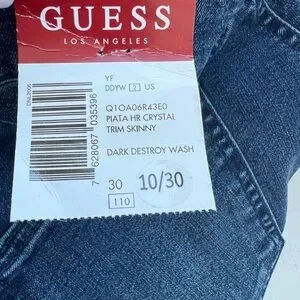 GUESS
LOS ANGELES
YF
DDYW 2 US
Q1OA06R43E0
PIATA HR CRYSTAL
TRIM SKINNY
DARK DESTROY WASH
7 628067 035396
30 10/30
110